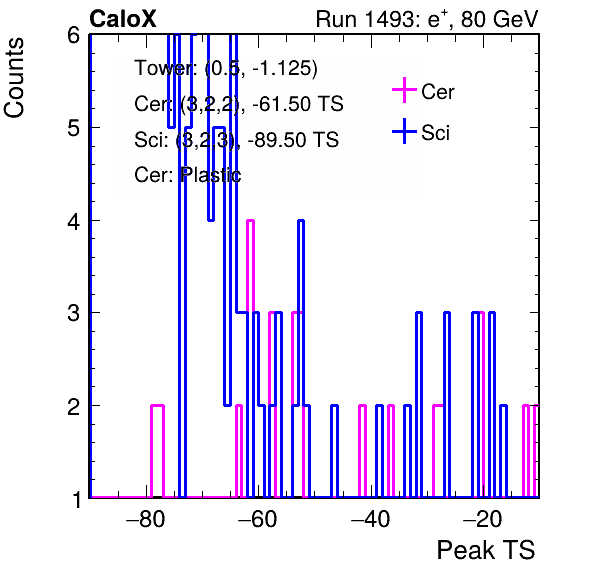 CaloX Run 1493: e+, 80 GeV
Counts
6
5
4
3
2
1
Tower: (0.5, -1.125)
Cer: (3,2,2), -61.50 TS
Sci: (3,2,3), -89.50 TS
Cer: Plastic
Cer
Sci
−80 −60 −40 −20
Peak TS